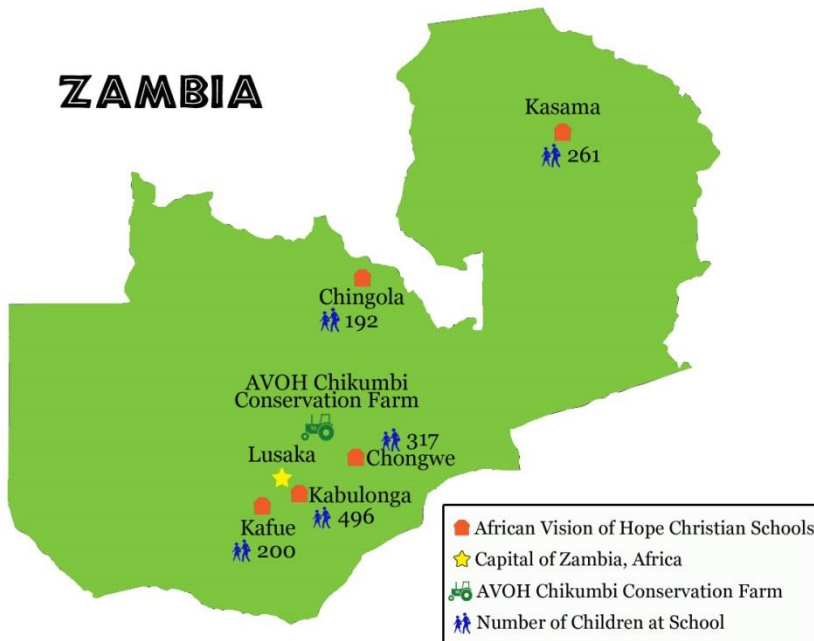 ZAMBIA
Kasama
261
Chingola
192
AVOH Chikumbi
Conservation Farm
317
Lusaka
Chongwe
Kabulonga
496
Kafue
200
African Vision of Hope Christian Schools
Capital of Zambia, Africa
AVOH Chikumbi Conservation Farm
Number of Children at School